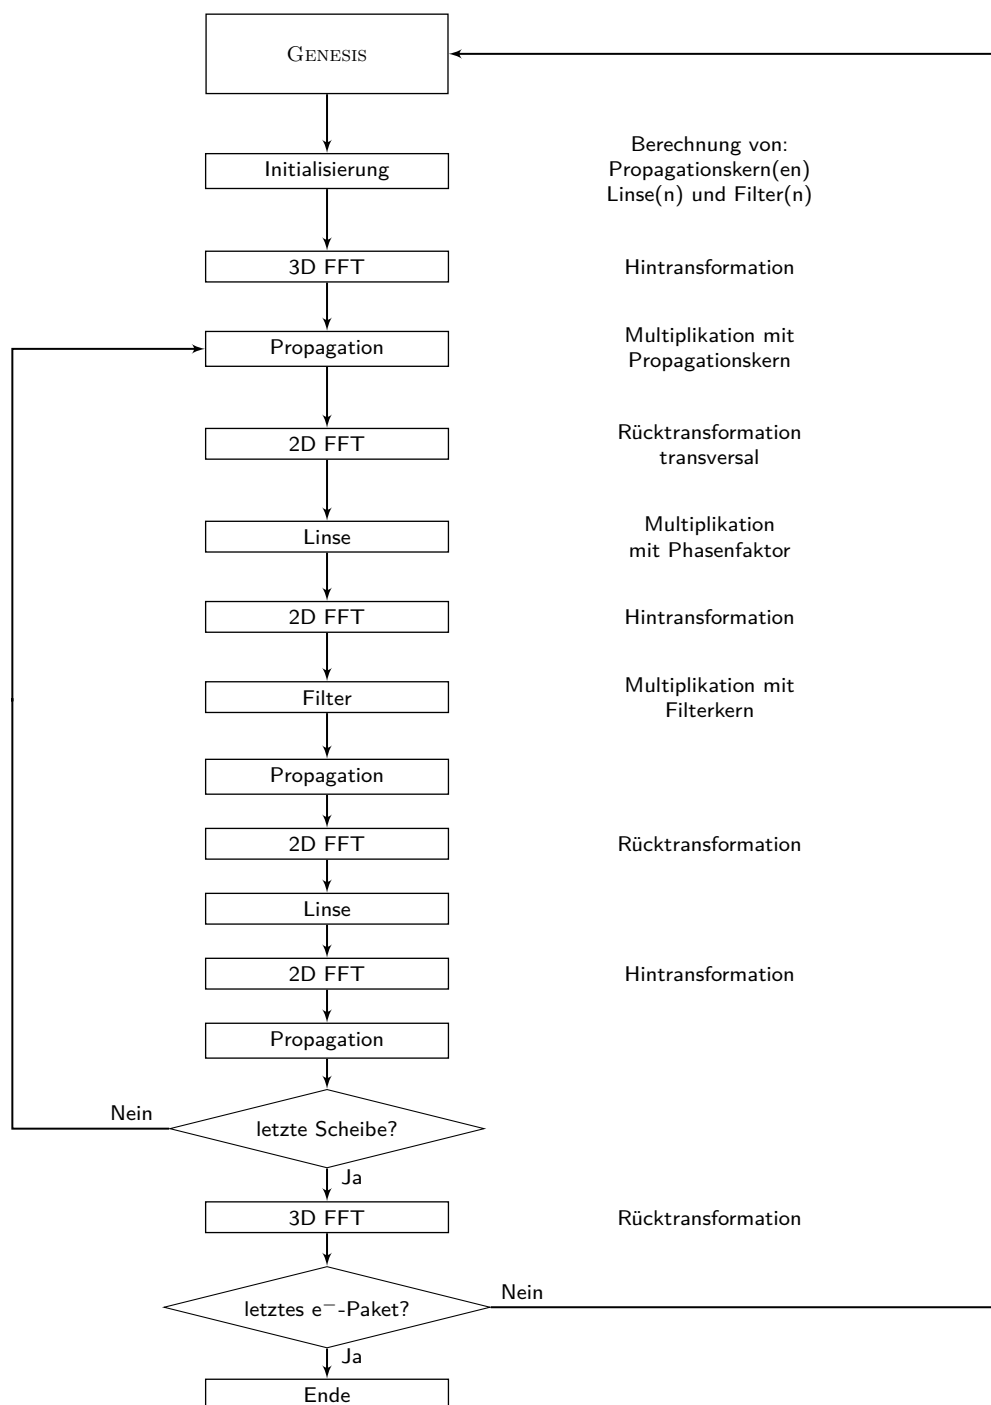 GENESIS
Initialisierung
Berechnung von:
Propagationskern(en)
Linse(n) und Filter(n)
3D FFT
Hintransformation
Propagation
Multiplikation mit
Propagationskern
2D FFT
Rücktransformation
transversal
Linse
Multiplikation
mit Phasenfaktor
2D FFT
Hintransformation
Filter
Multiplikation mit
Filterkern
Propagation
2D FFT
Rücktransformation
Linse
2D FFT
Hintransformation
Propagation
Nein
letzte Scheibe?
Ja
3D FFT
Rücktransformation
Nein
letztes e⁻-Paket?
Ja
Ende